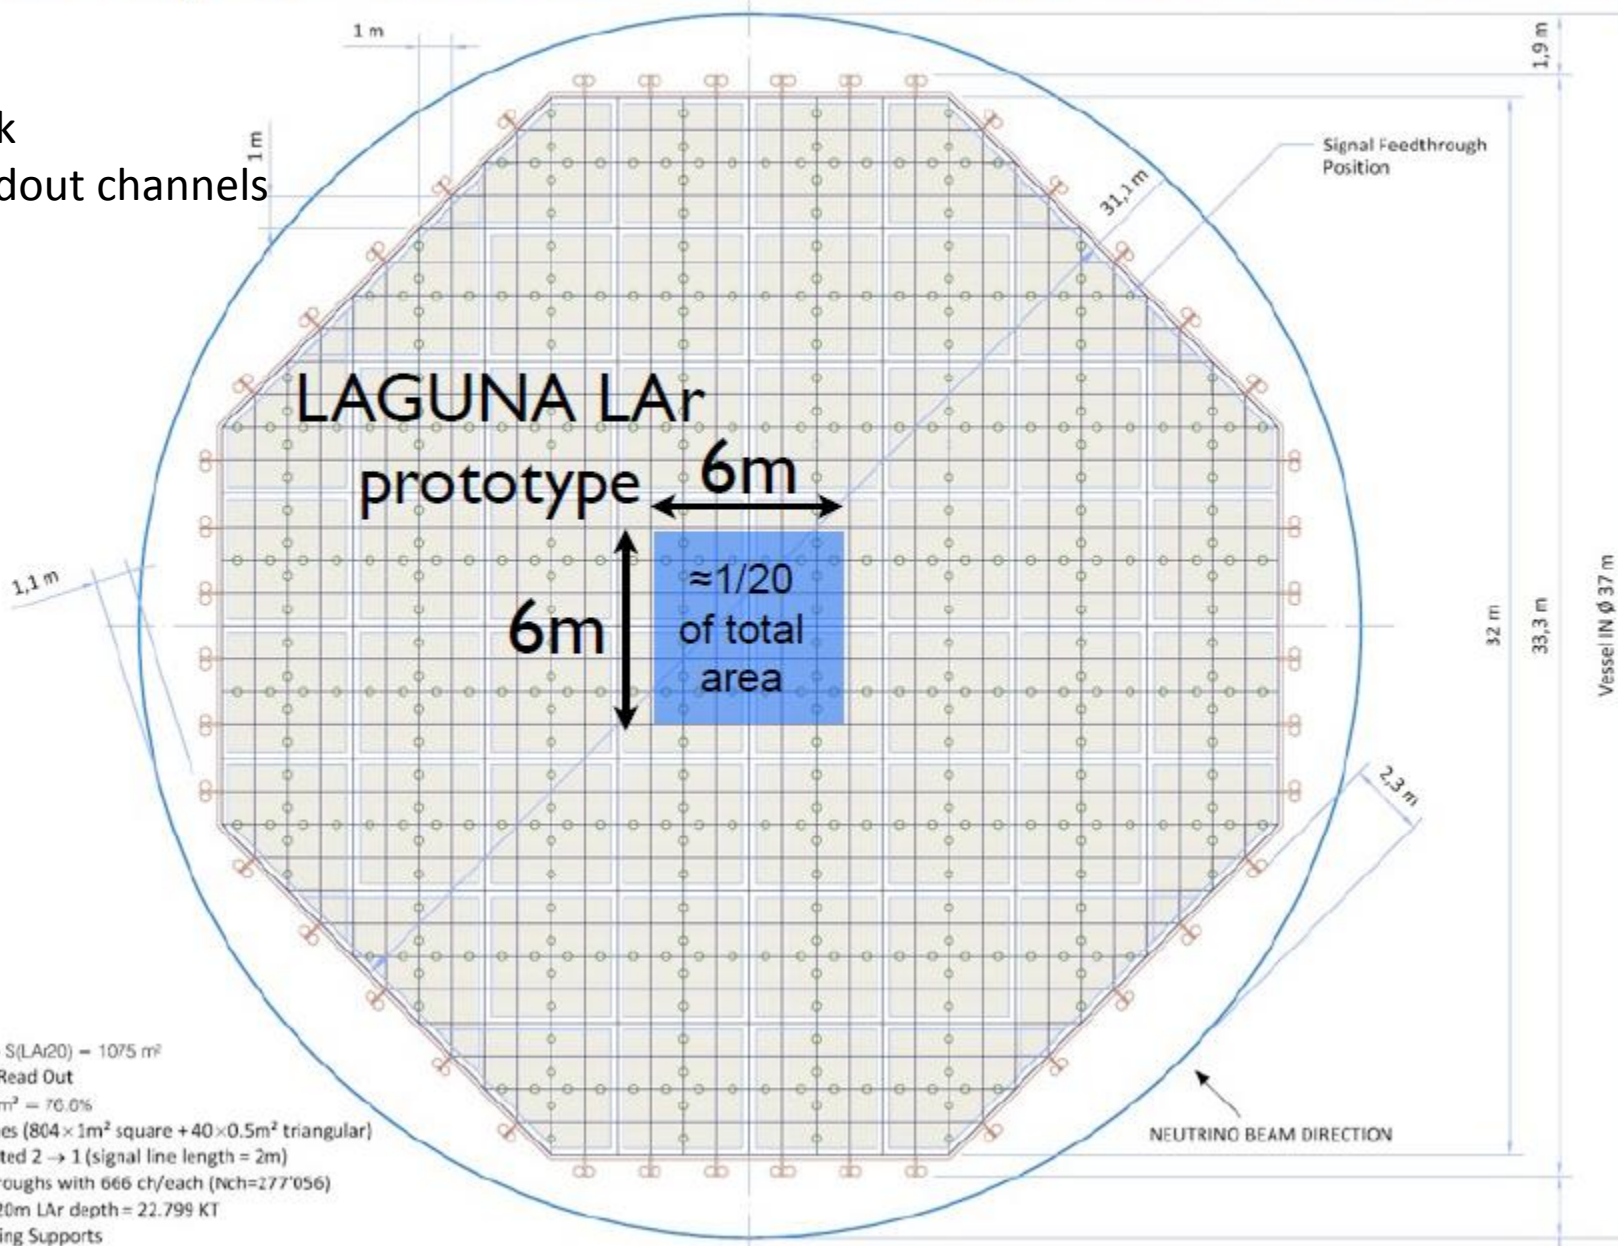 1 m
1,9 m
k
dout channels
1m
Signal Feedthrough
Position
31,1 m
LAGUNA LAr
prototype
6m
6m
≈1/20
of total
area
1,1 m
32 m
33,3 m
Vessel IN Ø 37 m
2,3 m
NEUTRINO BEAM DIRECTION
S(LAr20) = 1075 m²
Read Out
m² = 76.6%
es (804×1m² square + 40×0.5m² triangular)
ted 2 → 1 (signal line length = 2m)
roughs with 666 ch/each (Nch=277'056)
20m LAr depth = 22.799 KT
ing Supports